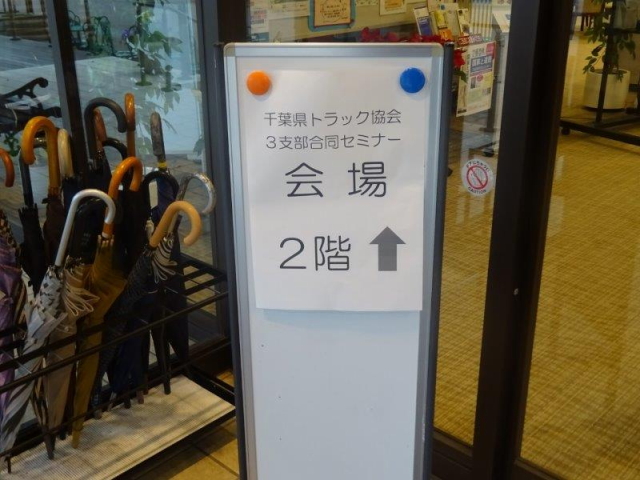 千葉県トラック協会
3支部合同セミナー
会場
2階 ↑